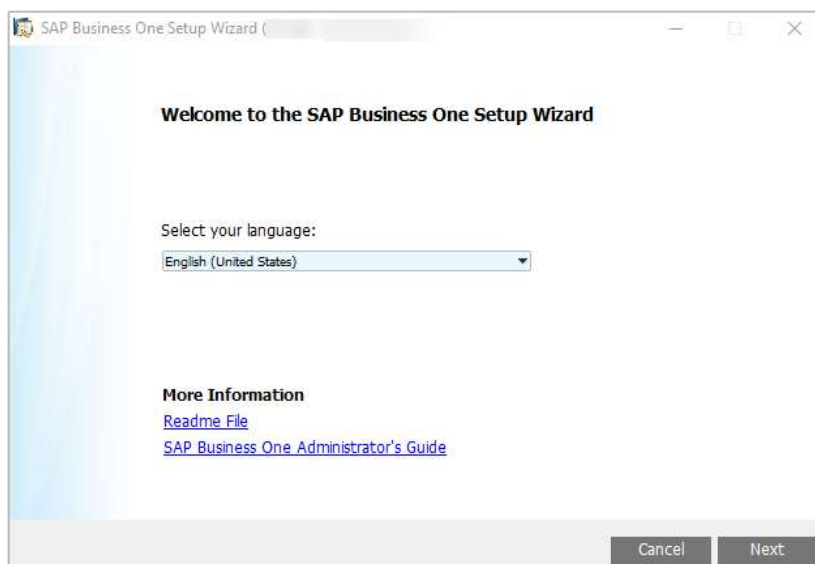 SAP Business One Setup Wizard (
Welcome to the SAP Business One Setup Wizard
Select your language:
English (United States)
More Information
Readme File
SAP Business One Administrator's Guide
Cancel Next